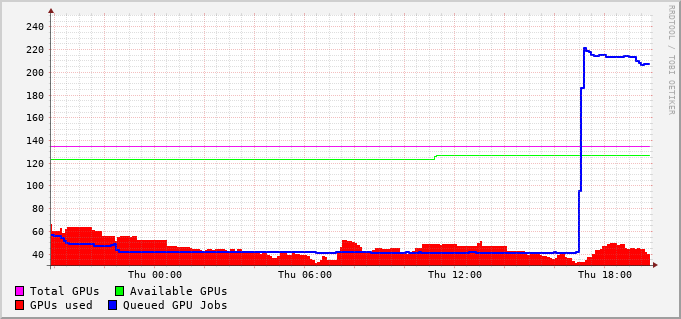 240
220
200
180
160
140
120
100
80
60
40
Thu 00:00 Thu 06:00 Thu 12:00 Thu 18:00
Total GPUs Available GPUs
GPUs used Queued GPU Jobs
RRDTOOL / TOBI OETIKER